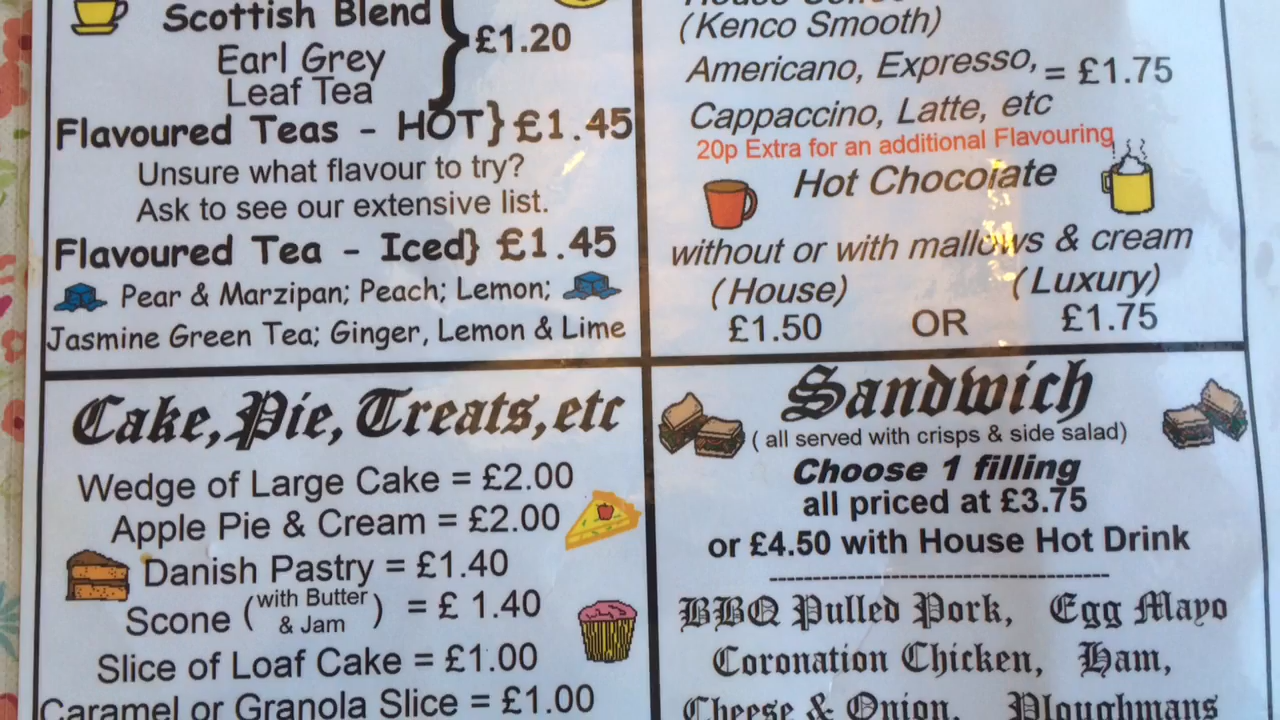 Scottish Blend
Earl Grey
Leaf Tea
£1.20
Flavoured Teas - HOT} £1.45
Unsure what flavour to try?
Ask to see our extensive list.
Flavoured Tea - Iced} £1.45
Pear & Marzipan; Peach; Lemon;
Jasmine Green Tea; Ginger, Lemon & Lime
House
(Kenco Smooth)
Americano, Expresso, = £1.75
Cappaccino, Latte, etc
20p Extra for an additional Flavouring
Hot Chocolate
without or with mallows & cream
(House) (Luxury)
£1.50 OR £1.75
Cake, Pie, Treats, etc
Wedge of Large Cake = £2.00
Apple Pie & Cream = £2.00
Danish Pastry = £1.40
Scone (with Butter & Jam) = £ 1.40
Slice of Loaf Cake = £1.00
Caramel or Granola Slice = £1.00
Sandwich
( all served with crisps & side salad)
Choose 1 filling
all priced at £3.75
or £4.50 with House Hot Drink
----------------------------------------
BBQ Pulled Pork, Egg Mayo
Coronation Chicken, Ham,
Cheese & Onion, Ploughmans